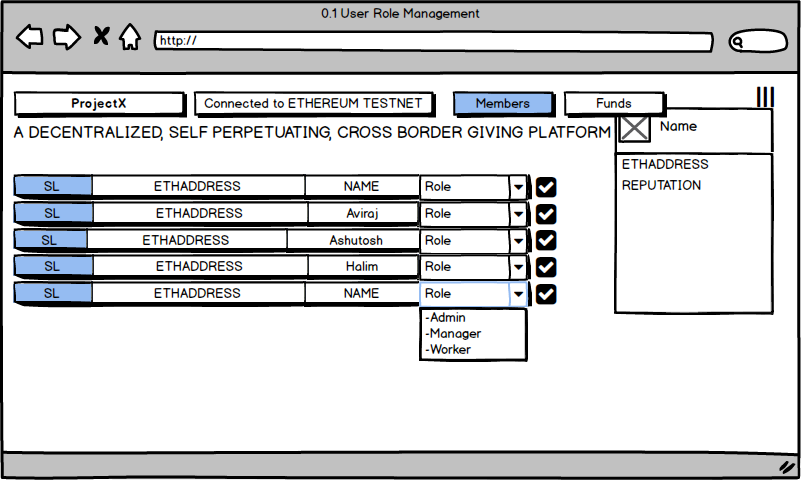 0.1 User Role Management
http://
ProjectX Connected to ETHEREUM TESTNET Members Funds
A DECENTRALIZED, SELF PERPETUATING, CROSS BORDER GIVING PLATFORM
Name
ETHADDRESS
REPUTATION
SL ETHADDRESS NAME Role
SL ETHADDRESS Aviraj Role
SL ETHADDRESS Ashutosh Role
SL ETHADDRESS Halim Role
SL ETHADDRESS NAME Role
-Admin
-Manager
-Worker